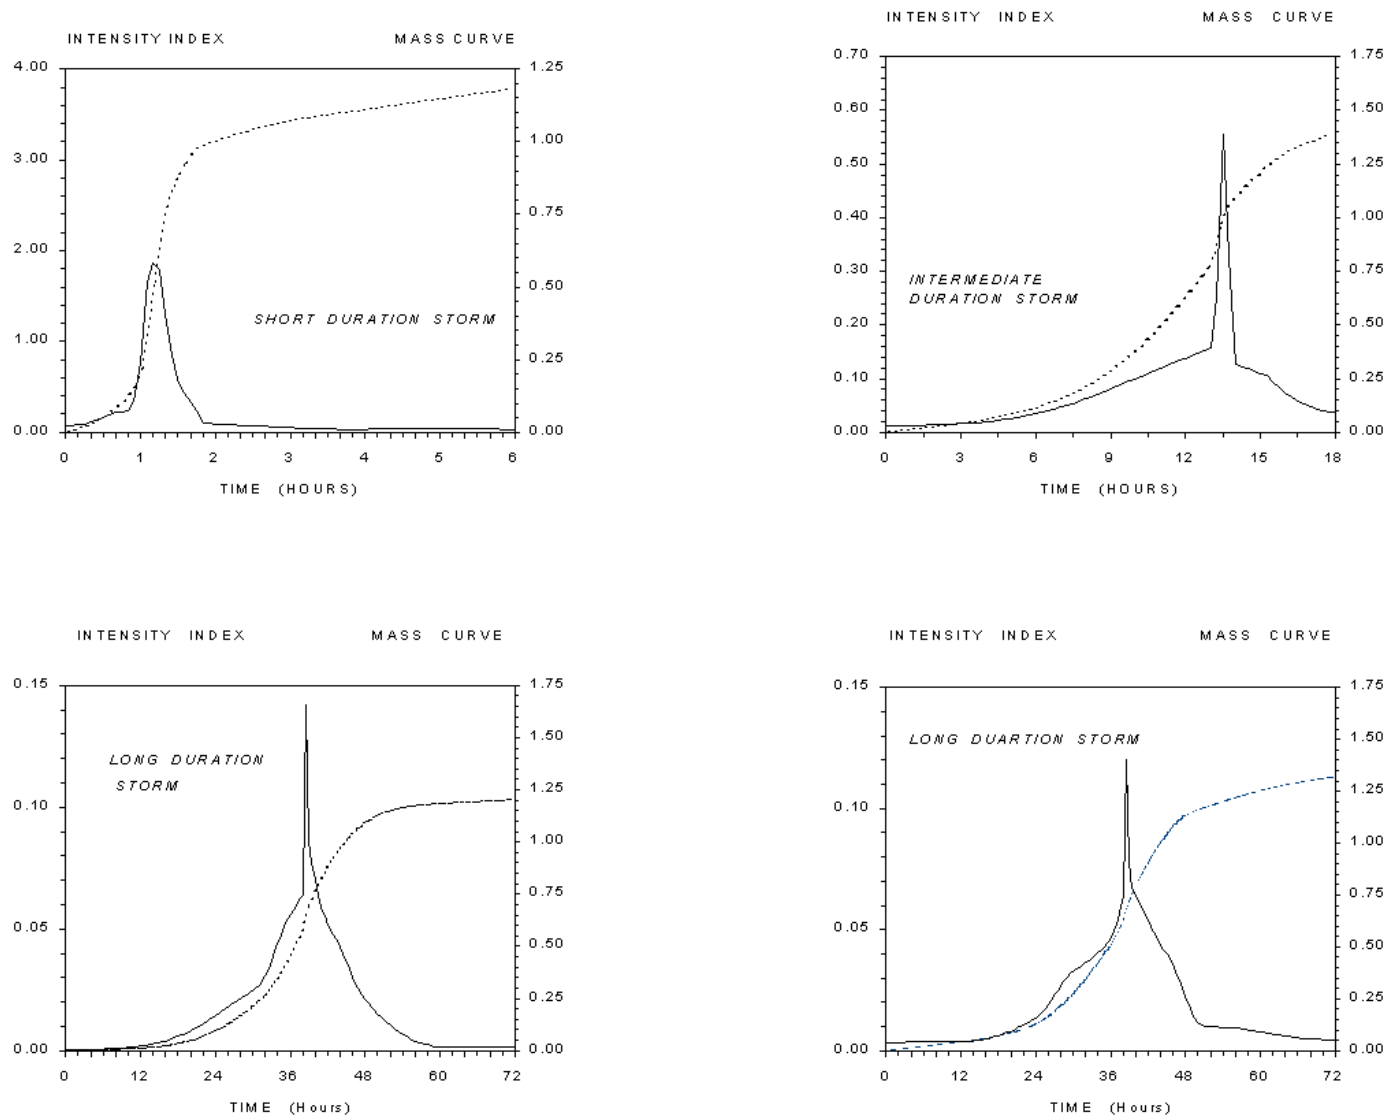 INTENSITY INDEX MASS CURVE
4.00 1.25
1.00
3.00
0.75
2.00
0.50
SHORT DURATION STORM
1.00
0.25
0.00 0.00
0 1 3 4 5 6
TIME (HOURS)
INTENSITY INDEX MASS CURVE
0.70 1.75
0.60 1.50
0.50 1.25
0.40 1.00
INTERMEDIATE
0.30 0.75
DURATION STORM
0.20 0.50
0.10 0.25
0.00 0.00
0 3 6 9 12 13 18
TIME (HOURS)
INTENSITY INDEX MASS CURVE
0.15 1.75
1.50
LONG DURATION
STORM
1.25
0.10
1.00
0.75
0.05
0.50
0.25
0.00 0.00
0 12 24 36 48 60 72
TIME (Hours)
INTENSITY INDEX MASS CURVE
0.15 1.75
LONG DUARTION STORM 1.50
1.25
0.10
1.00
0.75
0.05
0.50
0.25
0.00 0.00
0 12 24 36 48 60 72
TIME (Hours)